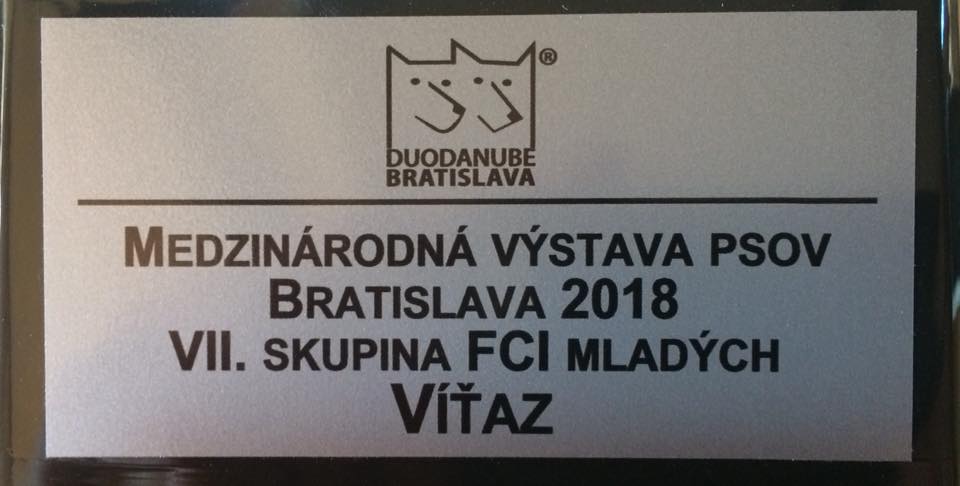 ®
DUODANUBE
BRATISLAVA
MEDZINÁRODNÁ VÝSTAVA PSOV
BRATISLAVA 2018
VII. SKUPINA FCI MLADÝCH
VÍŤAZ